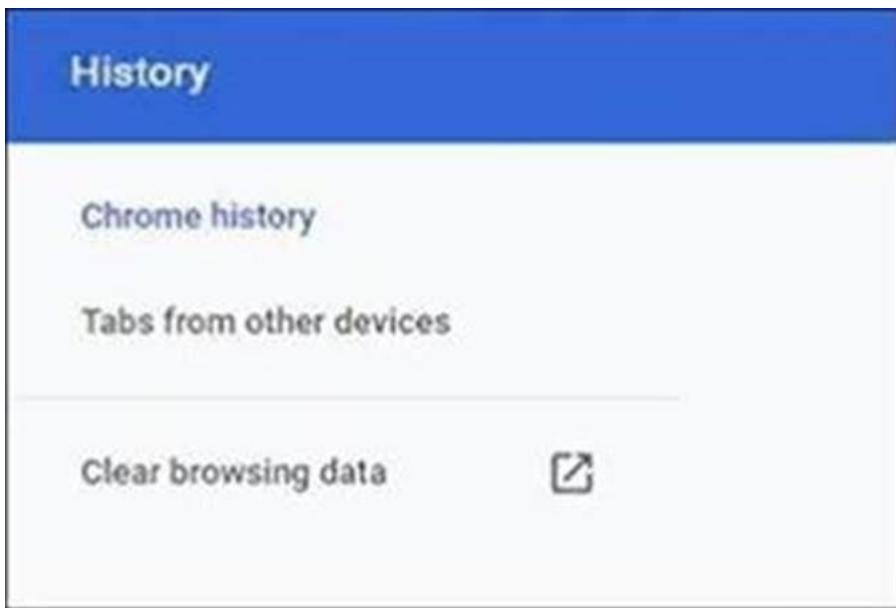 History
Chrome history
Tabs from other devices
Clear browsing data